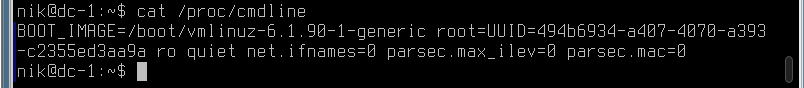 nik@dc-1:~$ cat /proc/cmdline
BOOT_IMAGE=/boot/vmlinuz-6.1.90-1-generic root=UUID=494b6934-a407-4070-a393
-c2355ed3aa9a ro quiet net.ifnames=0 parsec.max_ilev=0 parsec.mac=0
nik@dc-1:~$